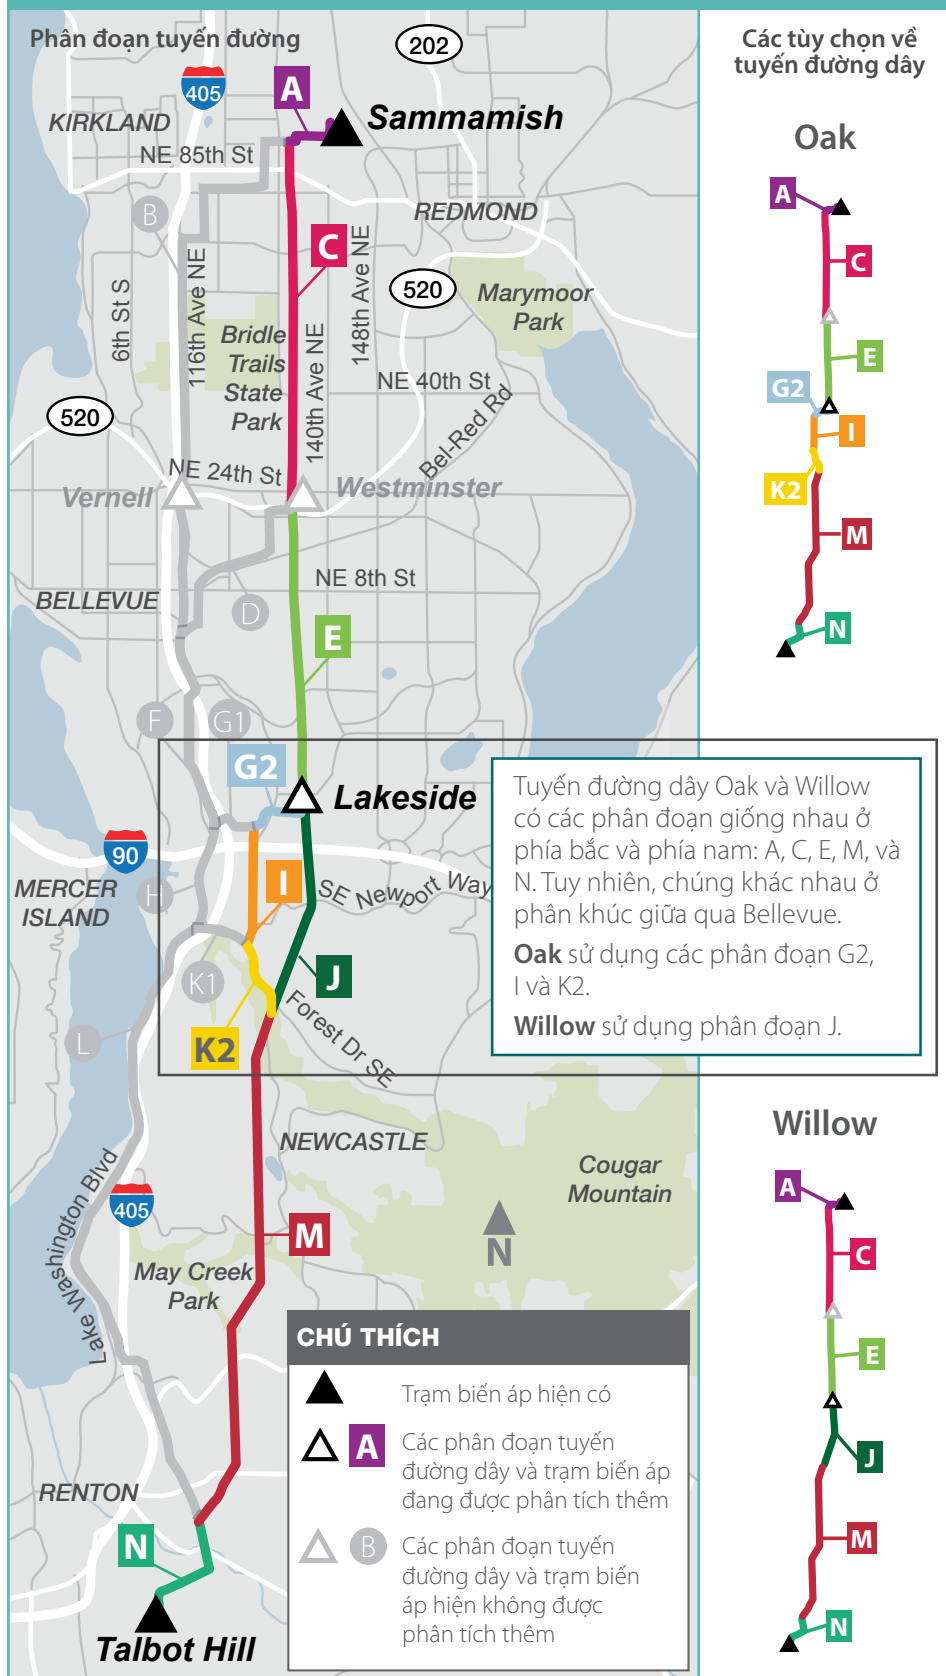 Phân đoạn tuyến đường
202
405
A
Sammamish
KIRKLAND
NE 85th St
B
REDMOND
C
6th St S
116th Ave NE
148th Ave NE
520
Marymoor
Park
Bridle
Trails
State
Park
140th Ave NE
NE 40th St
520
Bel-Red Rd
NE 24th St
Vernell
Westminster
NE 8th St
BELLEVUE
D
E
F
G1
G2
Lakeside
90
MERCER
ISLAND
H
I
SE Newport Way
K1
J
K2
Forest Dr SE
L
NEWCASTLE
Cougar
Mountain
Lake Washington Blvd
405
M
N
May Creek
Park
RENTON
N
Talbot Hill
Tuyến đường dây Oak và Willow
có các phân đoạn giống nhau ở
phía bắc và phía nam: A, C, E, M, và
N. Tuy nhiên, chúng khác nhau ở
phân khúc giữa qua Bellevue.
Oak sử dụng các phân đoạn G2,
I và K2.
Willow sử dụng phân đoạn J.
CHÚ THÍCH
Trạm biến áp hiện có
A
Các phân đoạn tuyến
đường dây và trạm biến áp
đang được phân tích thêm
B
Các phân đoạn tuyến
đường dây và trạm biến
áp hiện không được
phân tích thêm
Các tùy chọn về
tuyến đường dây
Oak
A
C
E
G2
I
K2
M
N
Willow
A
C
E
J
M
N